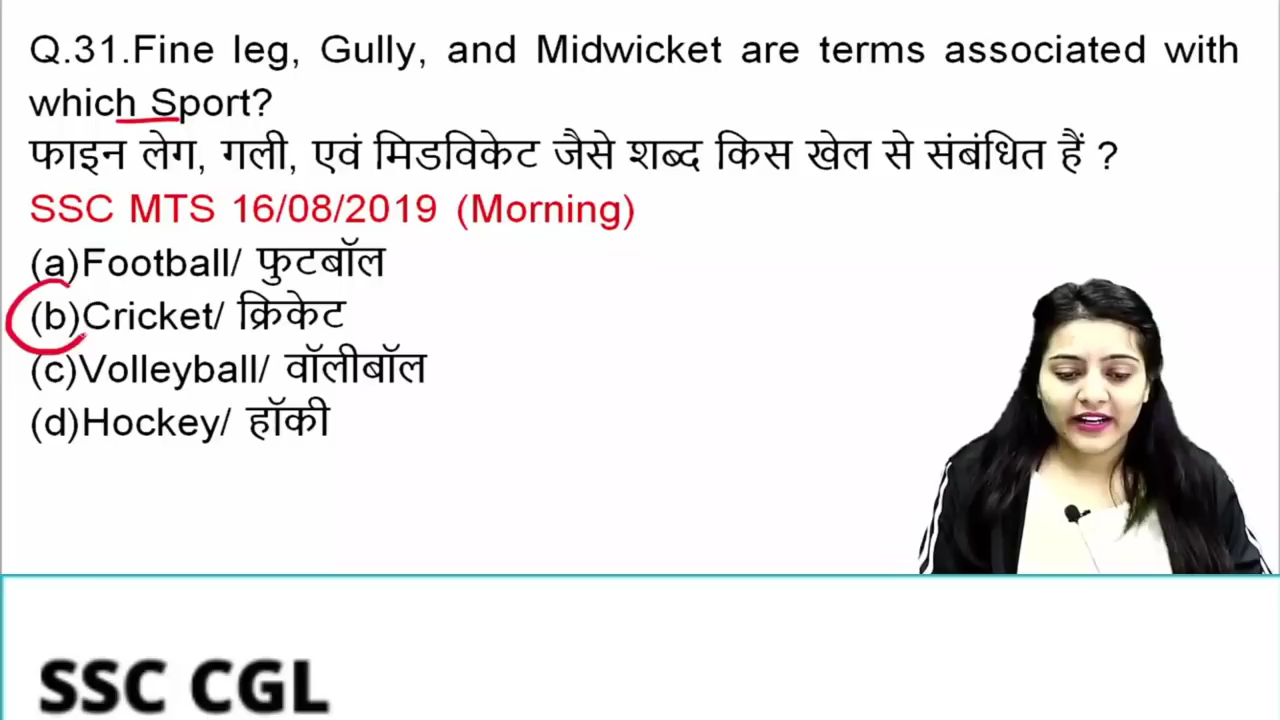 Q.31.Fine leg, Gully, and Midwicket are terms associated with
which Sport?
फाइन लेग, गली, एवं मिडविकेट जैसे शब्द किस खेल से संबंधित हैं ?
SSC MTS 16/08/2019 (Morning)
(a)Football/ फुटबॉल
(b)Cricket/ क्रिकेट
(c)Volleyball/ वॉलीबॉल
(d)Hockey/ हॉकी
SSC CGL